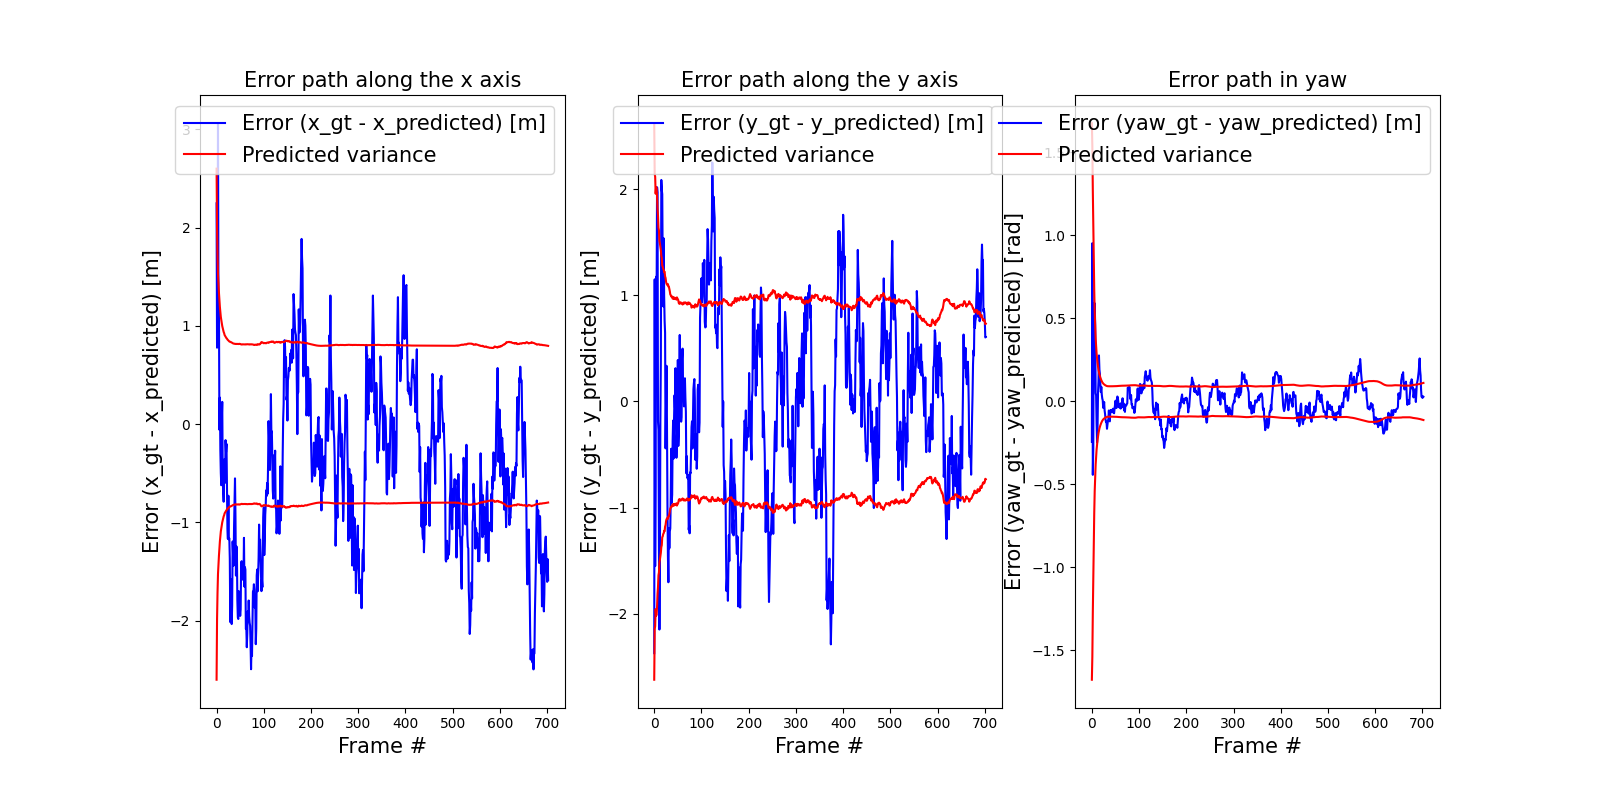 Error path along the x axis
Error (x_gt - x_predicted) [m]
Predicted variance
3
2
1
0
−1
−2
0 100 200 300 400 500 600 700
Frame #
Error (x_gt - x_predicted) [m]
Error path along the y axis
Error (y_gt - y_predicted) [m]
Predicted variance
2
1
0
−1
−2
0 100 200 300 400 500 600 700
Frame #
Error (y_gt - y_predicted) [m]
Error path in yaw
Error (yaw_gt - yaw_predicted) [m]
Predicted variance
1.5
1.0
0.5
0.0
−0.5
−1.0
−1.5
0 100 200 300 400 500 600 700
Frame #
Error (yaw_gt - yaw_predicted) [rad]